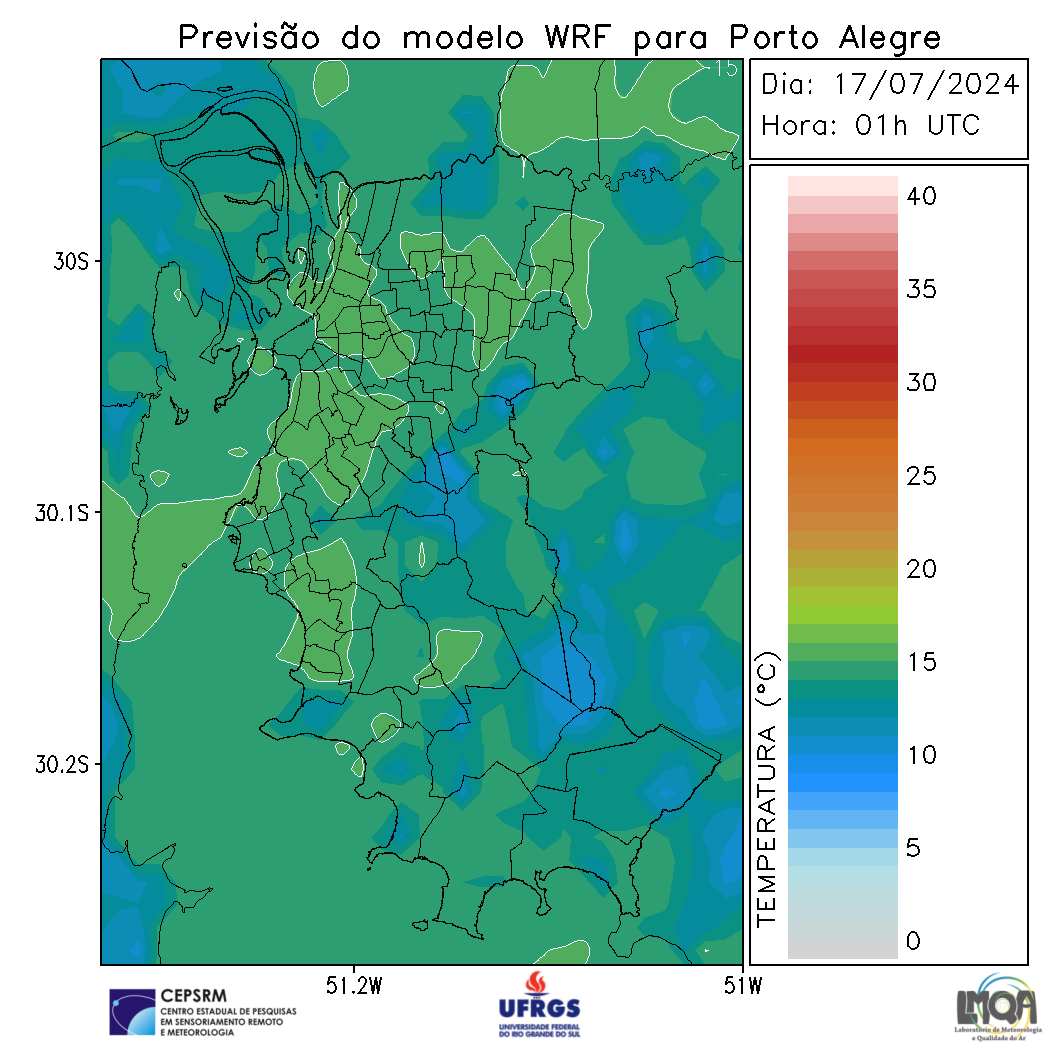 Previsão do modelo WRF para Porto Alegre
15
Dia: 17/07/2024
Hora: 01h UTC
30S
30.1S
30.2S
51.2W
51W
40
35
30
25
20
15
10
5
0
TEMPERATURA (°C)
CEPSRM
CENTRO ESTADUAL DE PESQUISAS
EM SENSORIAMENTO REMOTO
E METEOROLOGIA
UFRGS
UNIVERSIDADE FEDERAL
DO RIO GRANDE DO SUL
LMQA
Laboratório de Meteorologia
e Qualidade do Ar